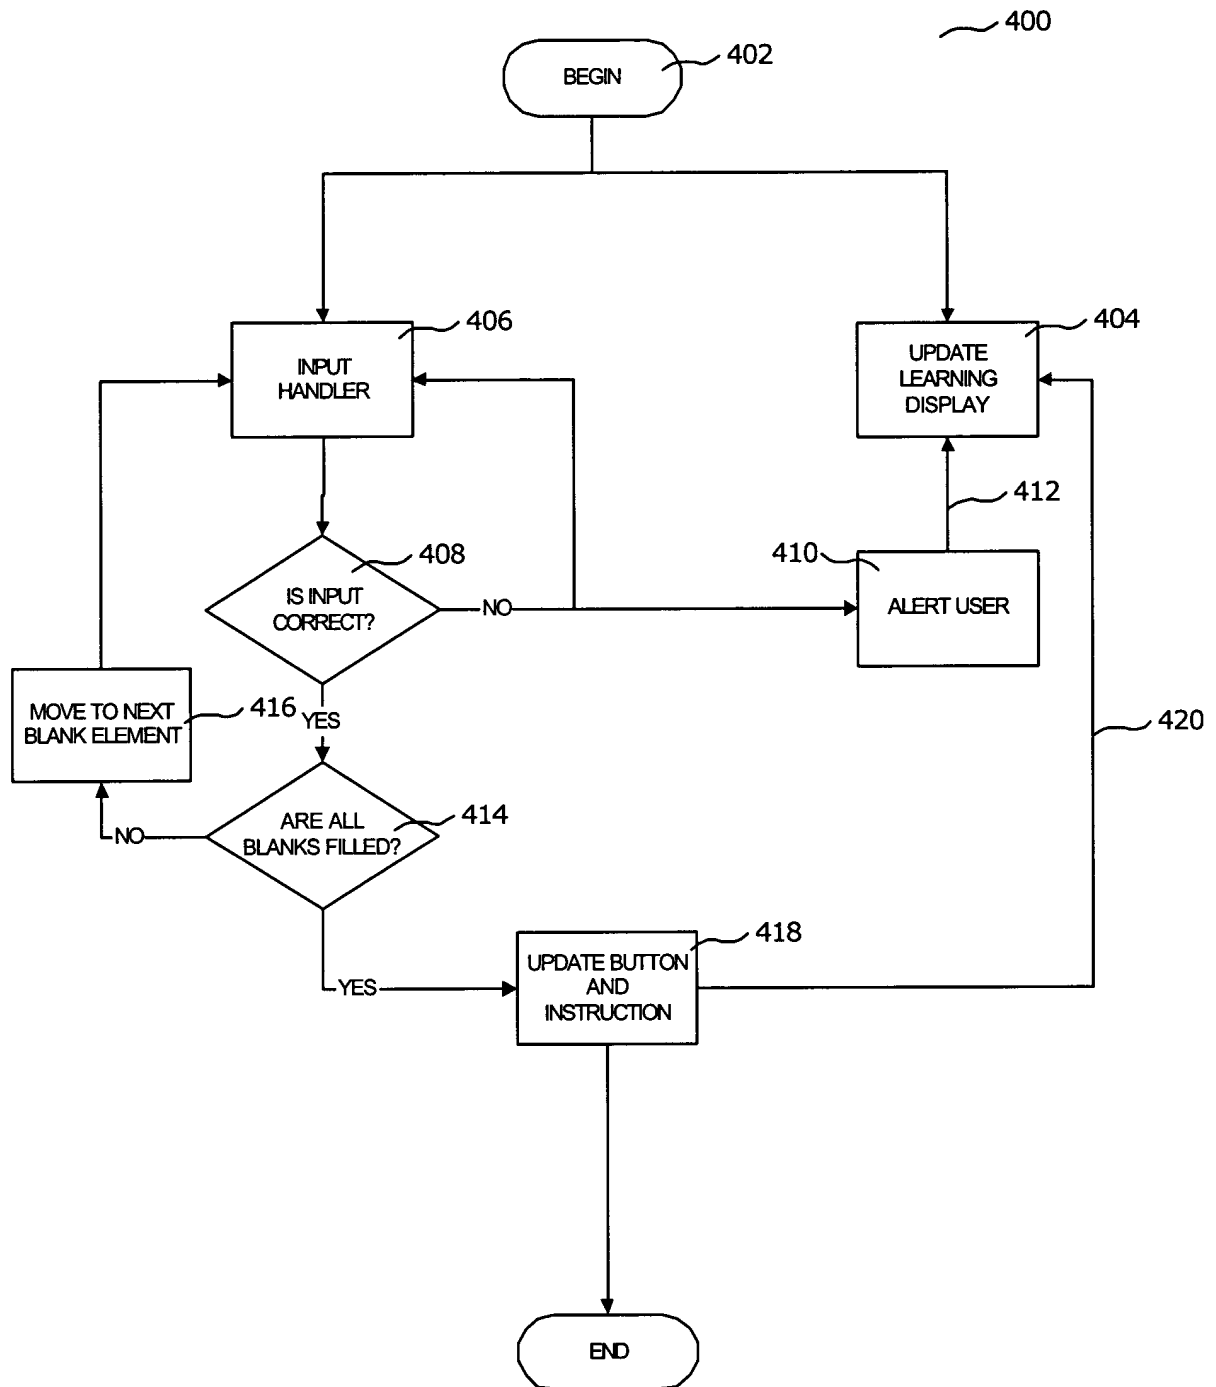 400
402
BEGIN
406
404
INPUT
HANDLER
UPDATE
LEARNING
DISPLAY
412
408
410
IS INPUT
CORRECT?
NO
ALERT USER
416
MOVE TO NEXT
BLANK ELEMENT
YES
420
414
ARE ALL
BLANKS FILLED?
NO
418
UPDATE BUTTON
AND
INSTRUCTION
YES
END